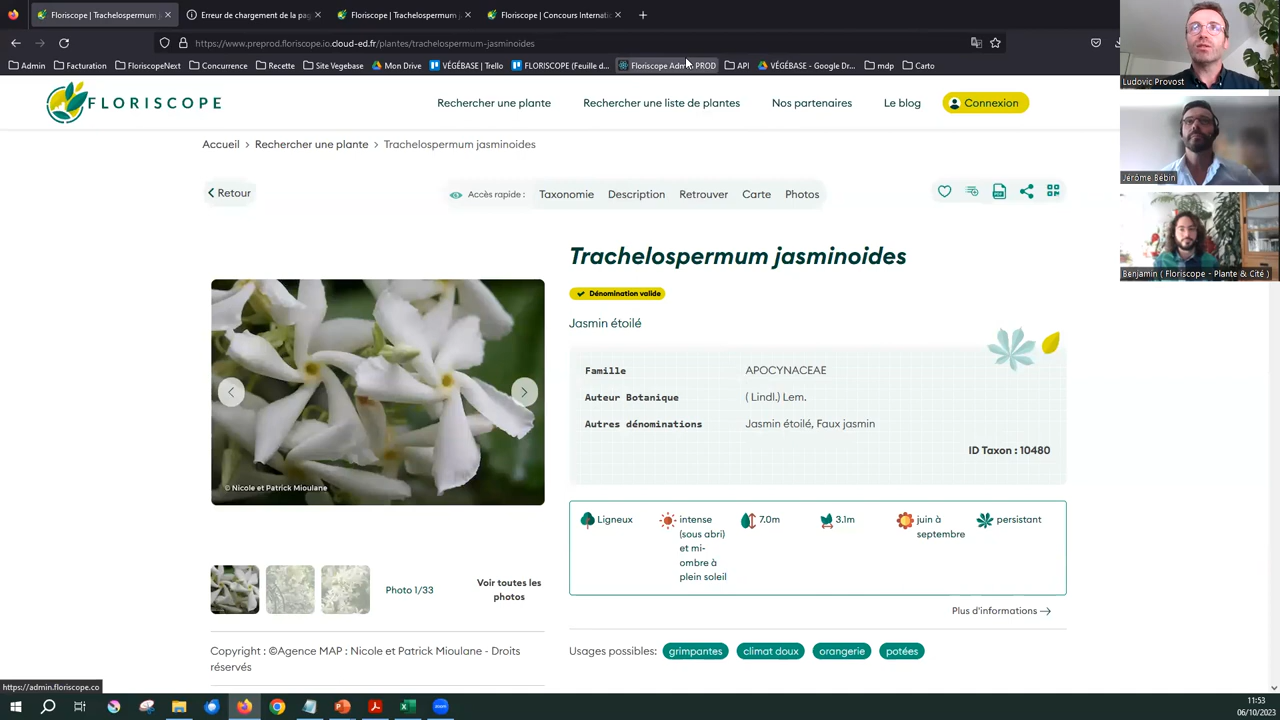 Floriscope | Trachelospermum j
Erreur de chargement de la pag
Floriscope | Trachelospermum j
Floriscope | Concours Internati
https://www.preprod.floriscope.io.cloud-ed.fr/plantes/trachelospermum-jasminoides
Admin
Facturation
FloriscopeNext
Concurrence
Recette
Site Vegebase
Mon Drive
VÉGÉBASE | Trello
FLORISCOPE (Feuille d...
Floriscope Admin PROD
API
VÉGÉBASE - Google Dr...
mdp
Carto
FLORISCOPE
Rechercher une plante
Rechercher une liste de plantes
Nos partenaires
Le blog
Connexion
Accueil > Rechercher une plante > Trachelospermum jasminoides
Retour
Accès rapide :
Taxonomie
Description
Retrouver
Carte
Photos
Trachelospermum jasminoides
Dénomination valide
Jasmin étoilé
Famille APOCYNACEAE
Auteur Botanique ( Lindl.) Lem.
Autres dénominations Jasmin étoilé, Faux jasmin
ID Taxon : 10480
© Nicole et Patrick Mioulane
Ligneux
intense
(sous abri)
et mi-
ombre à
plein soleil
7.0m
3.1m
juin à
septembre
persistant
Photo 1/33
Voir toutes les
photos
Plus d'informations
Copyright : ©Agence MAP : Nicole et Patrick Mioulane - Droits
réservés
Usages possibles:
grimpantes
climat doux
orangerie
potées
https://admin.floriscope.co
Ludovic Provost
Jérôme Bébin
Benjamin ( Floriscope - Plante & Cité )
11:53
06/10/2023